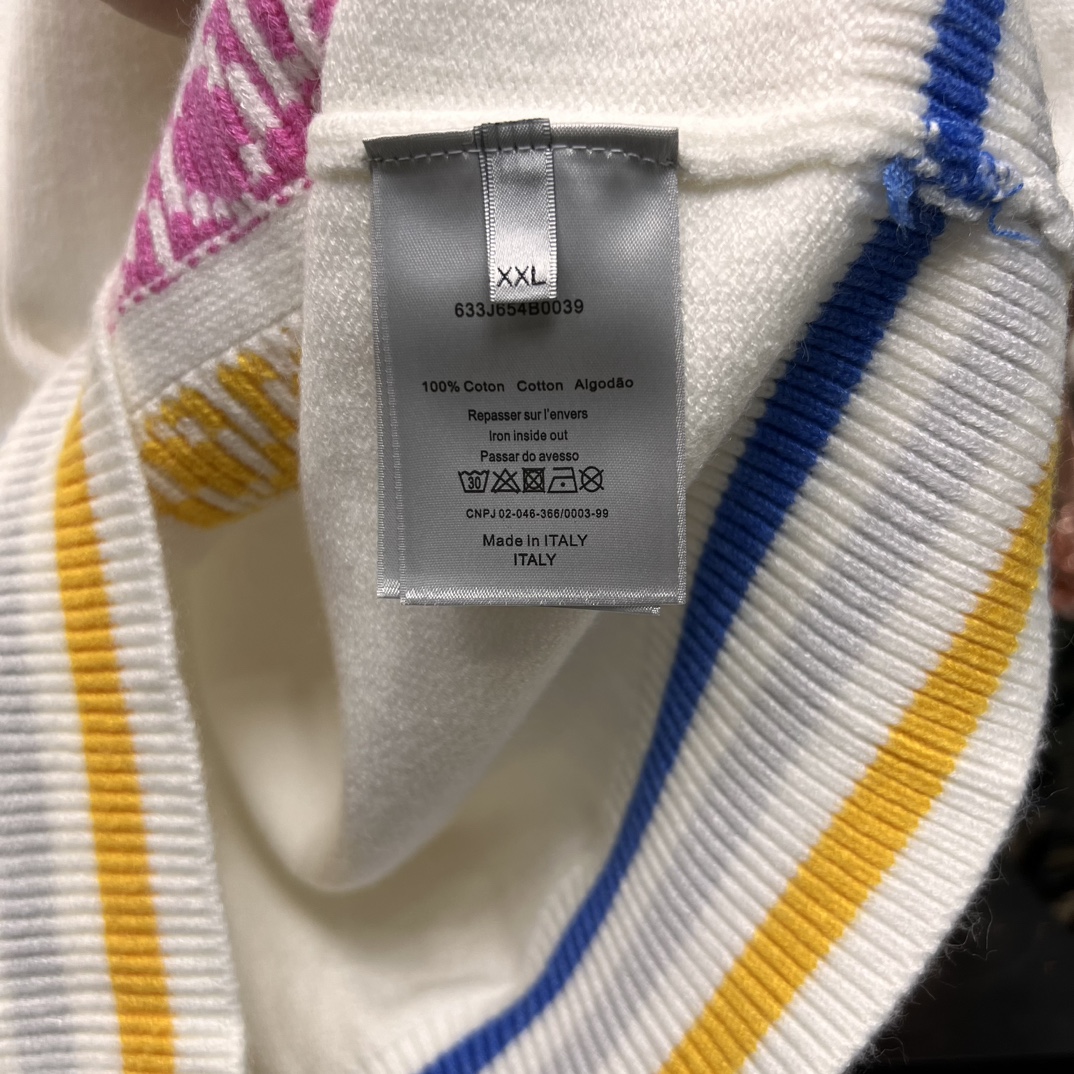 XXL
633J654B0039
100% Coton Cotton Algodão
Repasser sur l'envers
Iron inside out
Passar do avesso
30
CNPJ 02-046-366/0003-99
Made in ITALY
ITALY